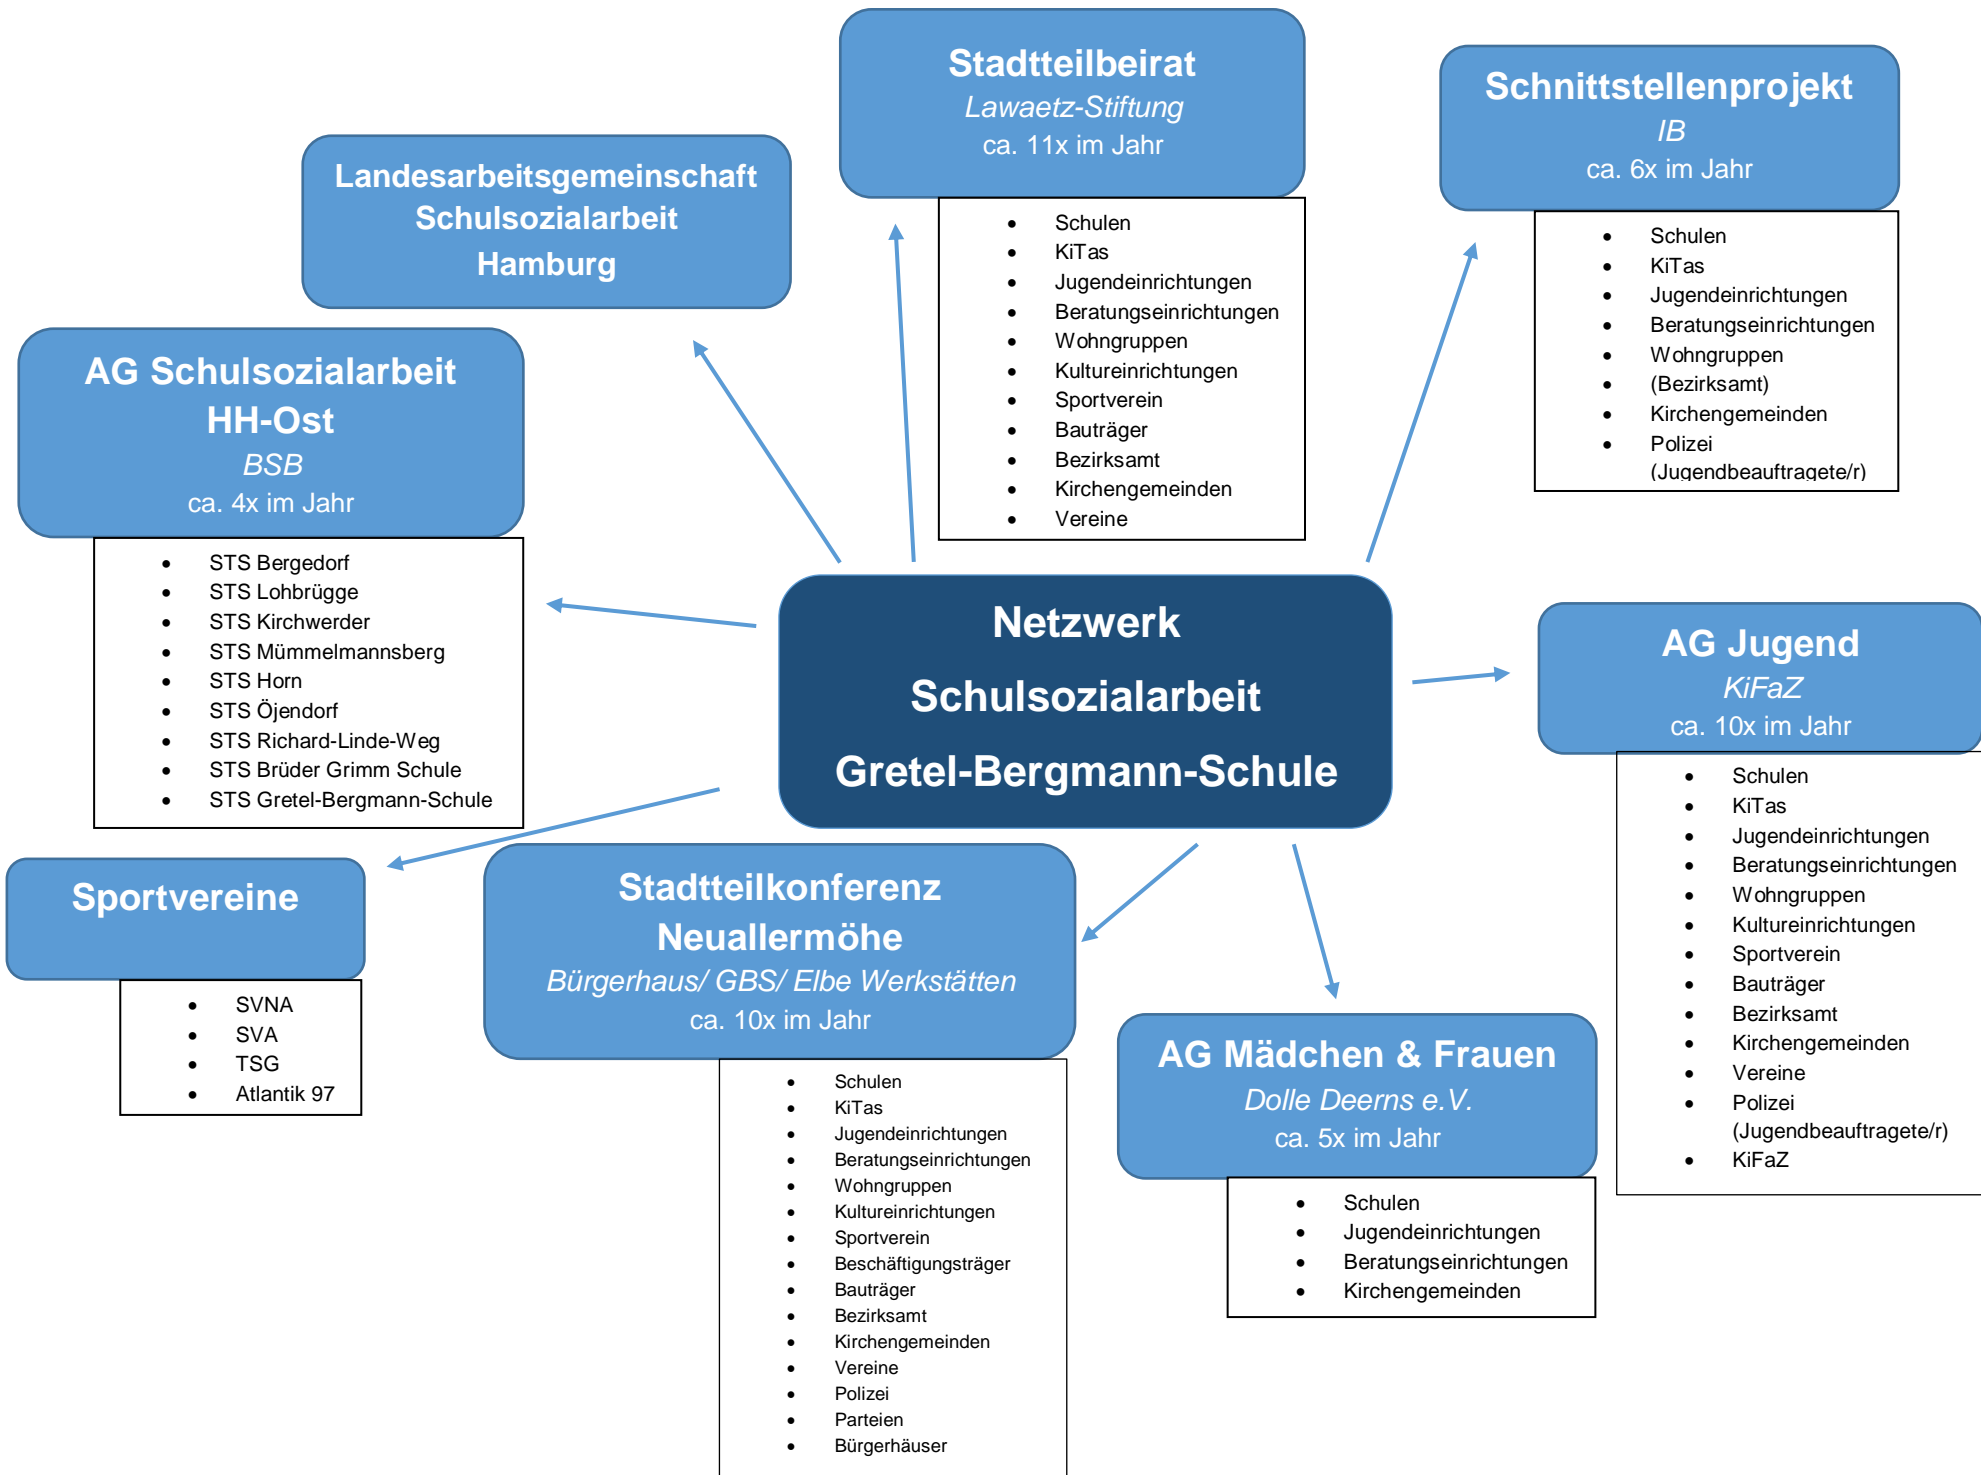 Stadtteilbeirat
Lawaetz-Stiftung
ca. 11x im Jahr
Schulen
KiTas
Jugendeinrichtungen
Beratungseinrichtungen
Wohngruppen
Kultureinrichtungen
Sportverein
Bauträger
Bezirksamt
Kirchengemeinden
Vereine
Schnittstellenprojekt
IB
ca. 6x im Jahr
Schulen
KiTas
Jugendeinrichtungen
Beratungseinrichtungen
Wohngruppen
(Bezirksamt)
Kirchengemeinden
Polizei
(Jugendbeauftragete/r)
Landesarbeitsgemeinschaft
Schulsozialarbeit
Hamburg
AG Schulsozialarbeit
HH-Ost
BSB
ca. 4x im Jahr
STS Bergedorf
STS Lohbrügge
STS Kirchwerder
STS Mümmelmannsberg
STS Horn
STS Öjendorf
STS Richard-Linde-Weg
STS Brüder Grimm Schule
STS Gretel-Bergmann-Schule
Netzwerk
Schulsozialarbeit
Gretel-Bergmann-Schule
AG Jugend
KiFaZ
ca. 10x im Jahr
Schulen
KiTas
Jugendeinrichtungen
Beratungseinrichtungen
Wohngruppen
Kultureinrichtungen
Sportverein
Bauträger
Bezirksamt
Kirchengemeinden
Vereine
Polizei
(Jugendbeauftragete/r)
KiFaZ
Sportvereine
SVNA
SVA
TSG
Atlantik 97
Stadtteilkonferenz
Neuallermöhe
Bürgerhaus/ GBS/ Elbe Werkstätten
ca. 10x im Jahr
Schulen
KiTas
Jugendeinrichtungen
Beratungseinrichtungen
Wohngruppen
Kultureinrichtungen
Sportverein
Beschäftigungsträger
Bauträger
Bezirksamt
Kirchengemeinden
Vereine
Polizei
Parteien
Bürgerhäuser
AG Mädchen & Frauen
Dolle Deerns e.V.
ca. 5x im Jahr
Schulen
Jugendeinrichtungen
Beratungseinrichtungen
Kirchengemeinden